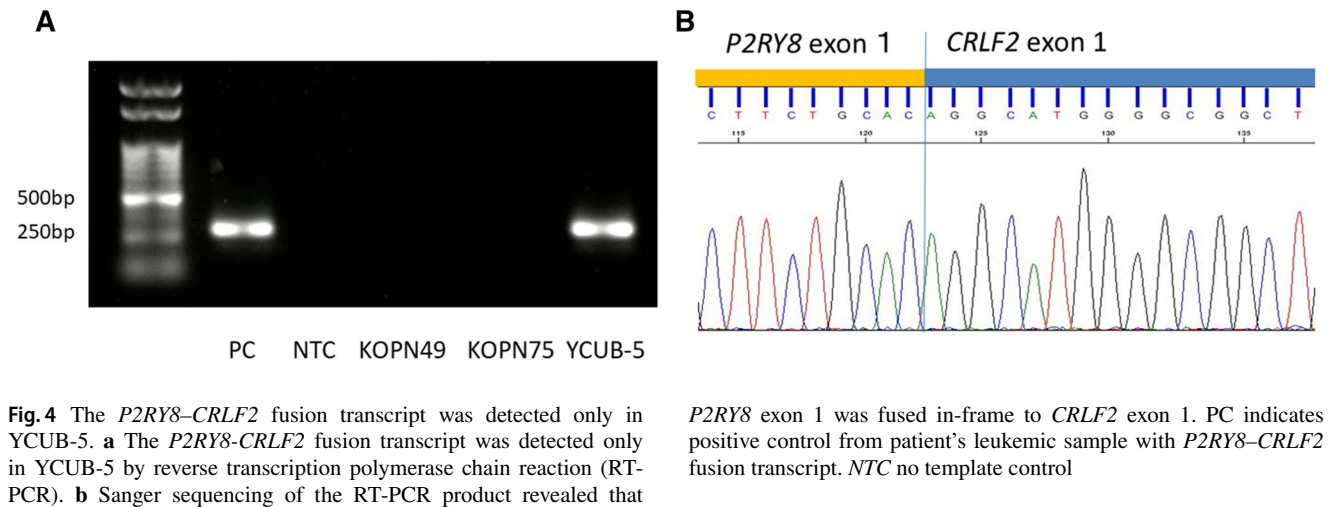 A
500bp
250bp
PC NTC KOPN49 KOPN75 YCUB-5
B
P2RY8 exon 1 CRLF2 exon 1
C T T C T G C A C A G G C A T G G G G C G G C T
115 120 125 130 135
Fig. 4 The P2RY8–CRLF2 fusion transcript was detected only in
YCUB-5. a The P2RY8-CRLF2 fusion transcript was detected only
in YCUB-5 by reverse transcription polymerase chain reaction (RT-
PCR). b Sanger sequencing of the RT-PCR product revealed that
P2RY8 exon 1 was fused in-frame to CRLF2 exon 1. PC indicates
positive control from patient's leukemic sample with P2RY8–CRLF2
fusion transcript. NTC no template control